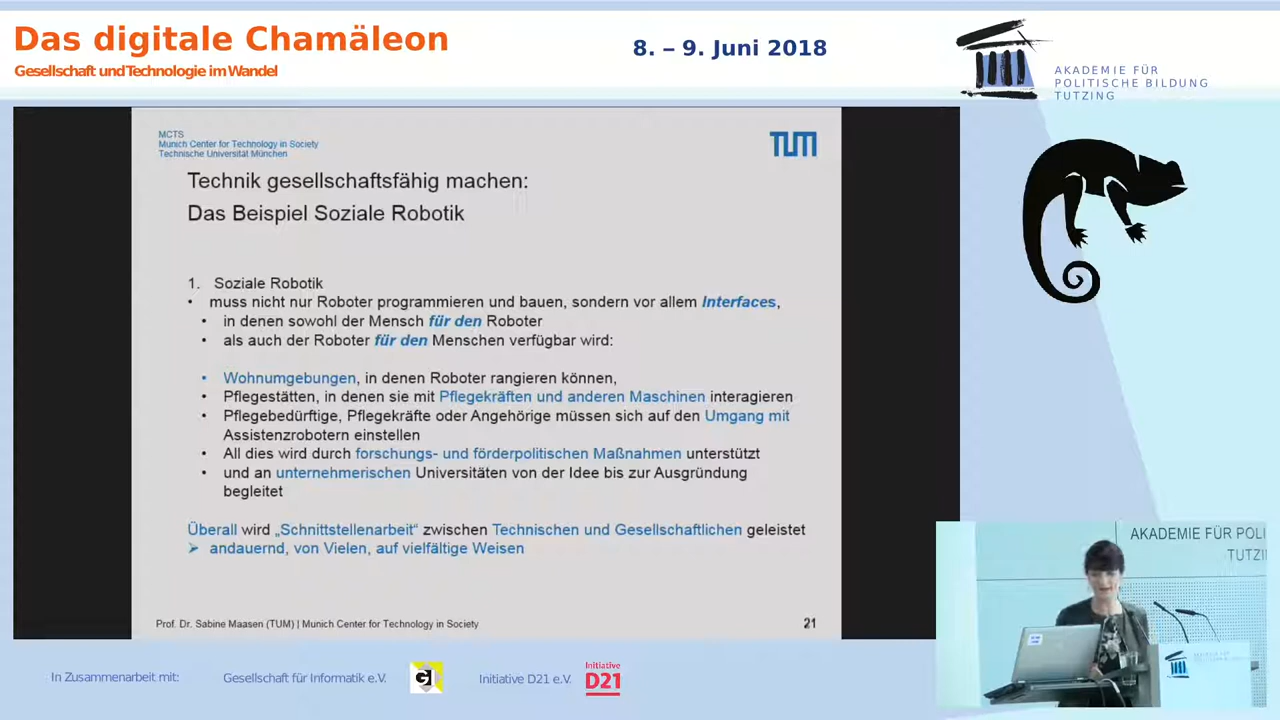 Das digitale Chamäleon
Gesellschaft und Technologie im Wandel
8. – 9. Juni 2018
AKADEMIE FÜR
POLITISCHE BILDUNG
TUTZING
MCTS
Munich Center for Technology in Society
Technische Universität München
TUM
Technik gesellschaftsfähig machen:
Das Beispiel Soziale Robotik
1. Soziale Robotik
• muss nicht nur Roboter programmieren und bauen, sondern vor allem Interfaces,
• in denen sowohl der Mensch für den Roboter
• als auch der Roboter für den Menschen verfügbar wird:
• Wohnumgebungen, in denen Roboter rangieren können,
• Pflegestätten, in denen sie mit Pflegekräften und anderen Maschinen interagieren
• Pflegebedürftige, Pflegekräfte oder Angehörige müssen sich auf den Umgang mit
Assistenzrobotern einstellen
• All dies wird durch forschungs- und förderpolitischen Maßnahmen unterstützt
• und an unternehmerischen Universitäten von der Idee bis zur Ausgründung
begleitet
Überall wird „Schnittstellenarbeit“ zwischen Technischen und Gesellschaftlichen geleistet
➢ andauernd, von Vielen, auf vielfältige Weisen
Prof. Dr. Sabine Maasen (TUM) | Munich Center for Technology in Society
21
AKADEMIE FÜR POLI
TUTZI
In Zusammenarbeit mit:
Gesellschaft für Informatik e.V.
GI
Initiative D21 e.V.
Initiative
D21